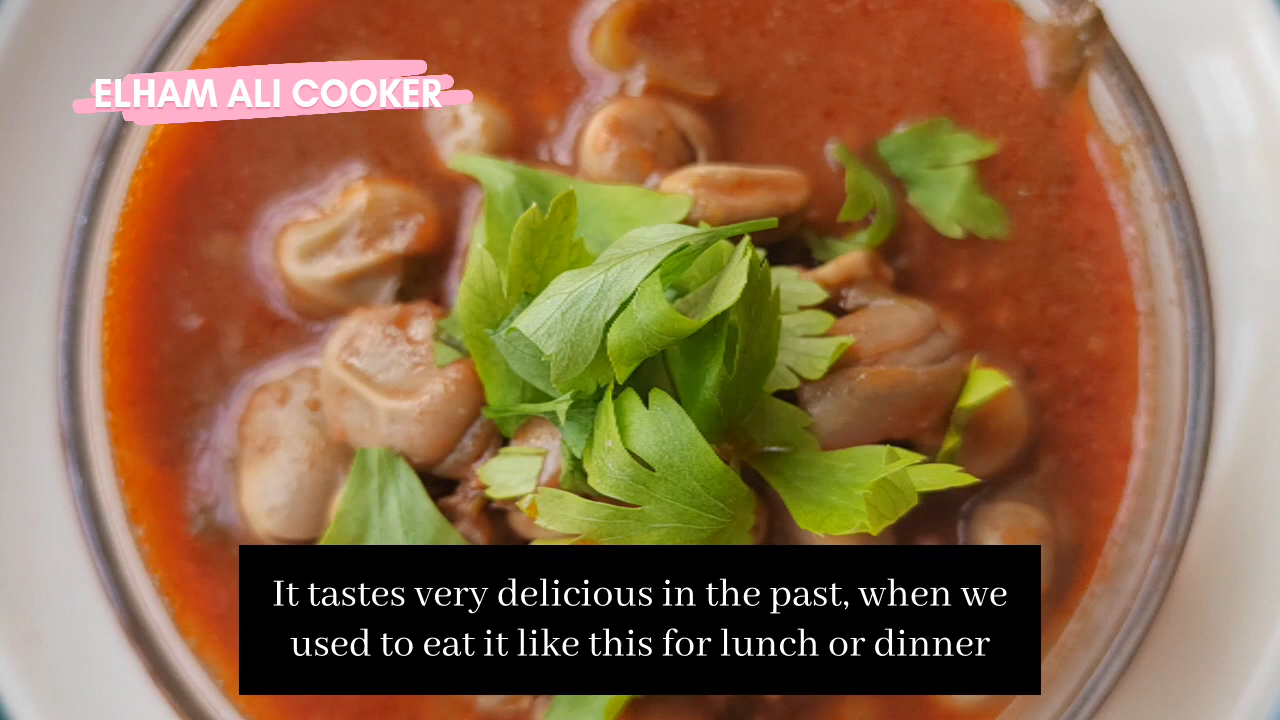 ELHAM ALI COOKER
It tastes very delicious in the past, when we
used to eat it like this for lunch or dinner